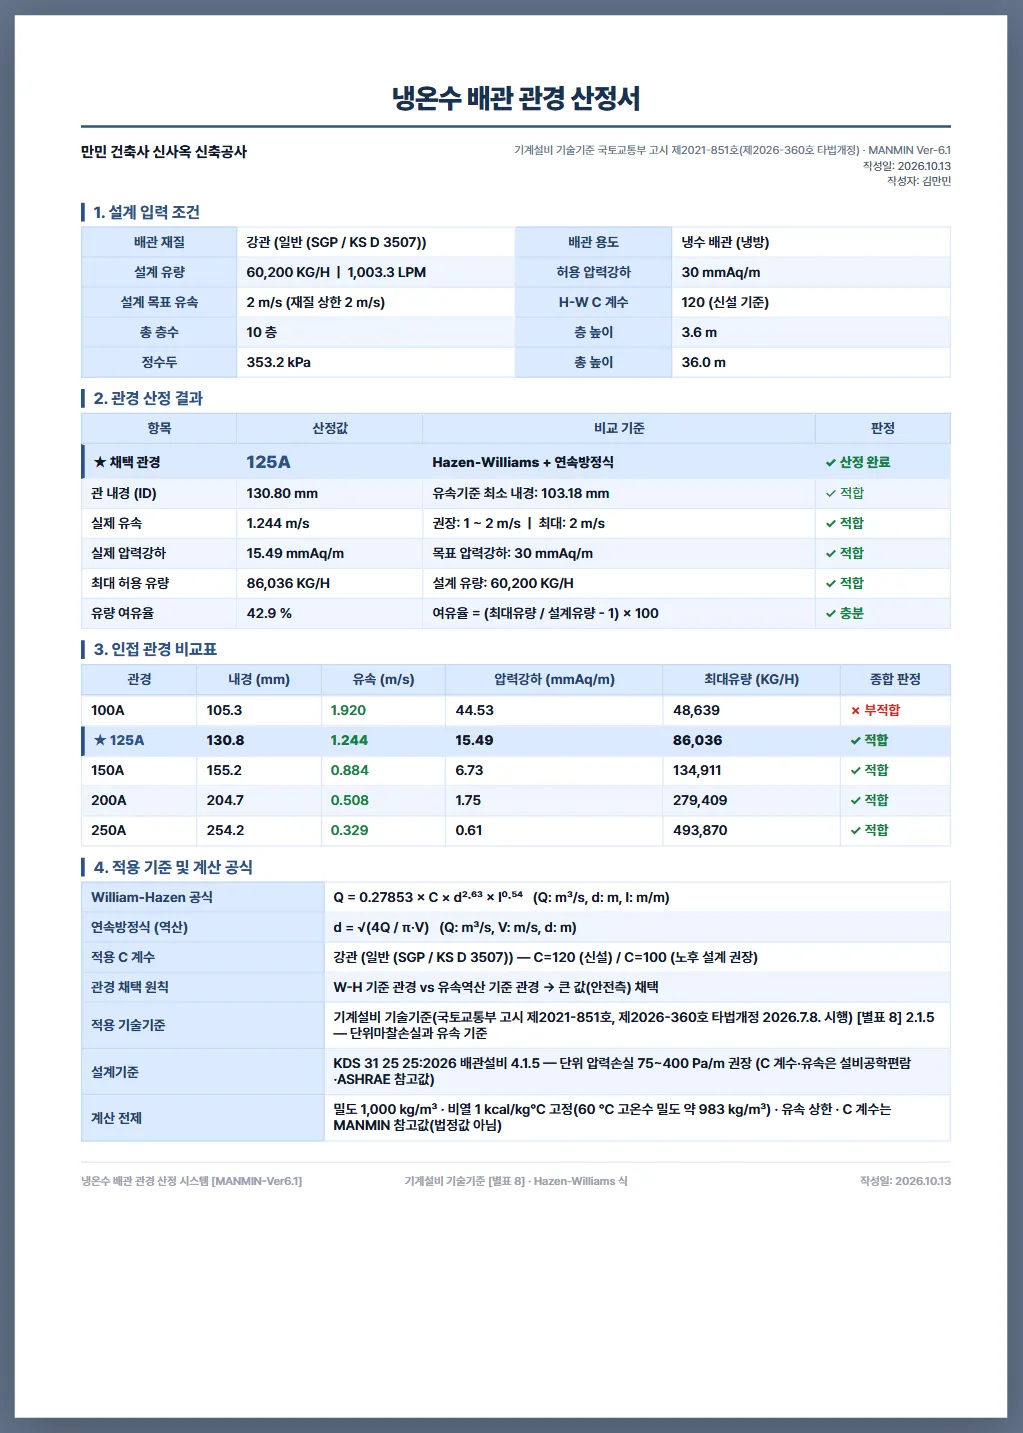 냉온수 배관 관경 산정서
만민 건축사 신사옥 신축공사
기계설비 기술기준 국토교통부 고시 제2021-851호(제2026-360호 타법개정) · MANMIN Ver-6.1
작성일: 2026.10.13
작성자: 김만민
1. 설계 입력 조건
배관 재질 강관 (일반 (SGP / KS D 3507)) 배관 용도 냉수 배관 (냉방)
설계 유량 60,200 KG/H | 1,003.3 LPM 허용 압력강하 30 mmAq/m
설계 목표 유속 2 m/s (재질 상한 2 m/s) H-W C 계수 120 (신설 기준)
총 층수 10 층 층 높이 3.6 m
정수두 353.2 kPa 총 높이 36.0 m
2. 관경 산정 결과
항목 산정값 비교 기준 판정
★ 채택 관경 125A Hazen-Williams + 연속방정식 ✓ 산정 완료
관 내경 (ID) 130.80 mm 유속기준 최소 내경: 103.18 mm ✓ 적합
실제 유속 1.244 m/s 권장: 1 ~ 2 m/s | 최대: 2 m/s ✓ 적합
실제 압력강하 15.49 mmAq/m 목표 압력강하: 30 mmAq/m ✓ 적합
최대 허용 유량 86,036 KG/H 설계 유량: 60,200 KG/H ✓ 적합
유량 여유율 42.9 % 여유율 = (최대유량 / 설계유량 - 1) × 100 ✓ 충분
3. 인접 관경 비교표
관경 내경 (mm) 유속 (m/s) 압력강하 (mmAq/m) 최대유량 (KG/H) 종합 판정
100A 105.3 1.920 44.53 48,639 × 부적합
★ 125A 130.8 1.244 15.49 86,036 ✓ 적합
150A 155.2 0.884 6.73 134,911 ✓ 적합
200A 204.7 0.508 1.75 279,409 ✓ 적합
250A 254.2 0.329 0.61 493,870 ✓ 적합
4. 적용 기준 및 계산 공식
William-Hazen 공식 Q = 0.27853 × C × d²·⁶³ × I⁰·⁵⁴ (Q: m³/s, d: m, I: m/m)
연속방정식 (역산) d = √(4Q / π·V) (Q: m³/s, V: m/s, d: m)
적용 C 계수 강관 (일반 (SGP / KS D 3507)) — C=120 (신설) / C=100 (노후 설계 권장)
관경 채택 원칙 W-H 기준 관경 vs 유속역산 기준 관경 → 큰 값(안전측) 채택
적용 기술기준 기계설비 기술기준(국토교통부 고시 제2021-851호, 제2026-360호 타법개정 2026.7.8. 시행) [별표 8] 2.1.5
— 단위마찰손실과 유속 기준
설계기준 KDS 31 25 25:2026 배관설비 4.1.5 — 단위 압력손실 75~400 Pa/m 권장 (C 계수·유속은 설비공학편람
·ASHRAE 참고값)
계산 전제 밀도 1,000 kg/m³ · 비열 1 kcal/kg°C 고정(60 °C 고온수 밀도 약 983 kg/m³) · 유속 상한 · C 계수는
MANMIN 참고값(법정값 아님)
냉온수 배관 관경 산정 시스템 [MANMIN-Ver6.1] 기계설비 기술기준 [별표 8] · Hazen-Williams 식 작성일: 2026.10.13